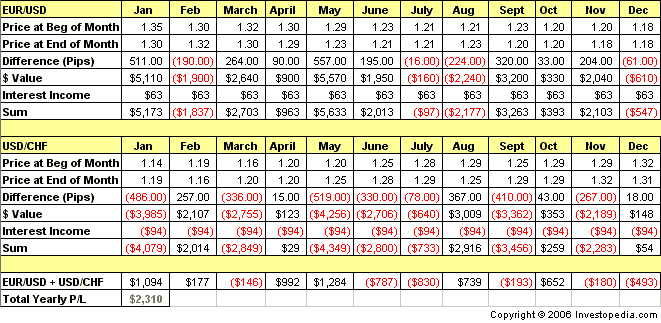 EUR/USD Jan Feb March April May June July Aug Sept Oct Nov Dec
Price at Beg of Month 1.35 1.30 1.32 1.30 1.29 1.23 1.21 1.21 1.23 1.20 1.20 1.18
Price at End of Month 1.30 1.32 1.30 1.29 1.23 1.21 1.21 1.23 1.20 1.20 1.18 1.18
Difference (Pips) 511.00 (190.00) 264.00 90.00 557.00 195.00 (16.00) (224.00) 320.00 33.00 204.00 (61.00)
$ Value $5,110 ($1,900) $2,640 $900 $5,570 $1,950 ($160) ($2,240) $3,200 $330 $2,040 ($610)
Interest Income $63 $63 $63 $63 $63 $63 $63 $63 $63 $63 $63 $63
Sum $5,173 ($1,837) $2,703 $963 $5,633 $2,013 ($97) ($2,177) $3,263 $393 $2,103 ($547)
USD/CHF Jan Feb March April May June July Aug Sept Oct Nov Dec
Price at Beg of Month 1.14 1.19 1.16 1.20 1.20 1.25 1.28 1.29 1.25 1.29 1.29 1.32
Price at End of Month 1.19 1.16 1.20 1.20 1.25 1.28 1.29 1.25 1.29 1.29 1.32 1.31
Difference (Pips) (486.00) 257.00 (336.00) 15.00 (519.00) (330.00) (78.00) 367.00 (410.00) 43.00 (267.00) 18.00
$ Value ($3,985) $2,107 ($2,755) $123 ($4,256) ($2,706) ($640) $3,009 ($3,362) $353 ($2,189) $148
Interest Income ($94) ($94) ($94) ($94) ($94) ($94) ($94) ($94) ($94) ($94) ($94) ($94)
Sum ($4,079) $2,014 ($2,849) $29 ($4,349) ($2,800) ($733) $2,916 ($3,456) $259 ($2,283) $54
EUR/USD + USD/CHF $1,094 $177 ($146) $992 $1,284 ($787) ($830) $739 ($193) $652 ($180) ($493)
Total Yearly P/L $2,310
Copyright © 2006 Investopedia.com